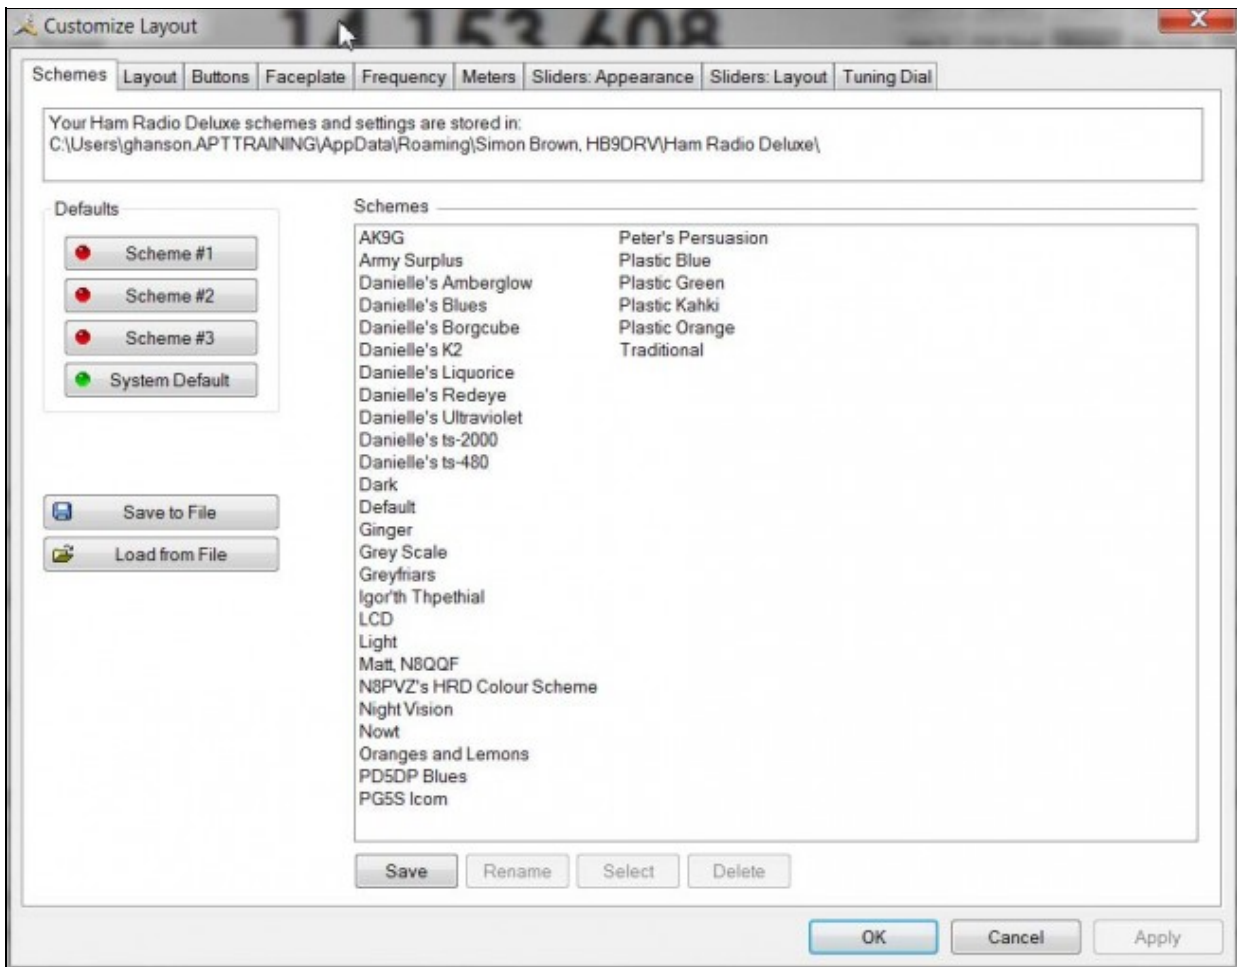 Customize Layout
14 153 608
Schemes Layout Buttons Faceplate Frequency Meters Sliders: Appearance Sliders: Layout Tuning Dial
Your Ham Radio Deluxe schemes and settings are stored in:
C:\Users\ghanson.APTTRAINING\AppData\Roaming\Simon Brown, HB9DRV\Ham Radio Deluxe\
Defaults
Scheme #1
Scheme #2
Scheme #3
System Default
Save to File
Load from File
Schemes
AK9G
Army Surplus
Danielle's Amberglow
Danielle's Blues
Danielle's Borgcube
Danielle's K2
Danielle's Liquorice
Danielle's Redeye
Danielle's Ultraviolet
Danielle's ts-2000
Danielle's ts-480
Dark
Default
Ginger
Grey Scale
Greyfriars
Igor'th Thpethial
LCD
Light
Matt, N8QQF
N8PVZ's HRD Colour Scheme
Night Vision
Nowt
Oranges and Lemons
PD5DP Blues
PG5S Icom
Peter's Persuasion
Plastic Blue
Plastic Green
Plastic Kahki
Plastic Orange
Traditional
Save Rename Select Delete
OK Cancel Apply